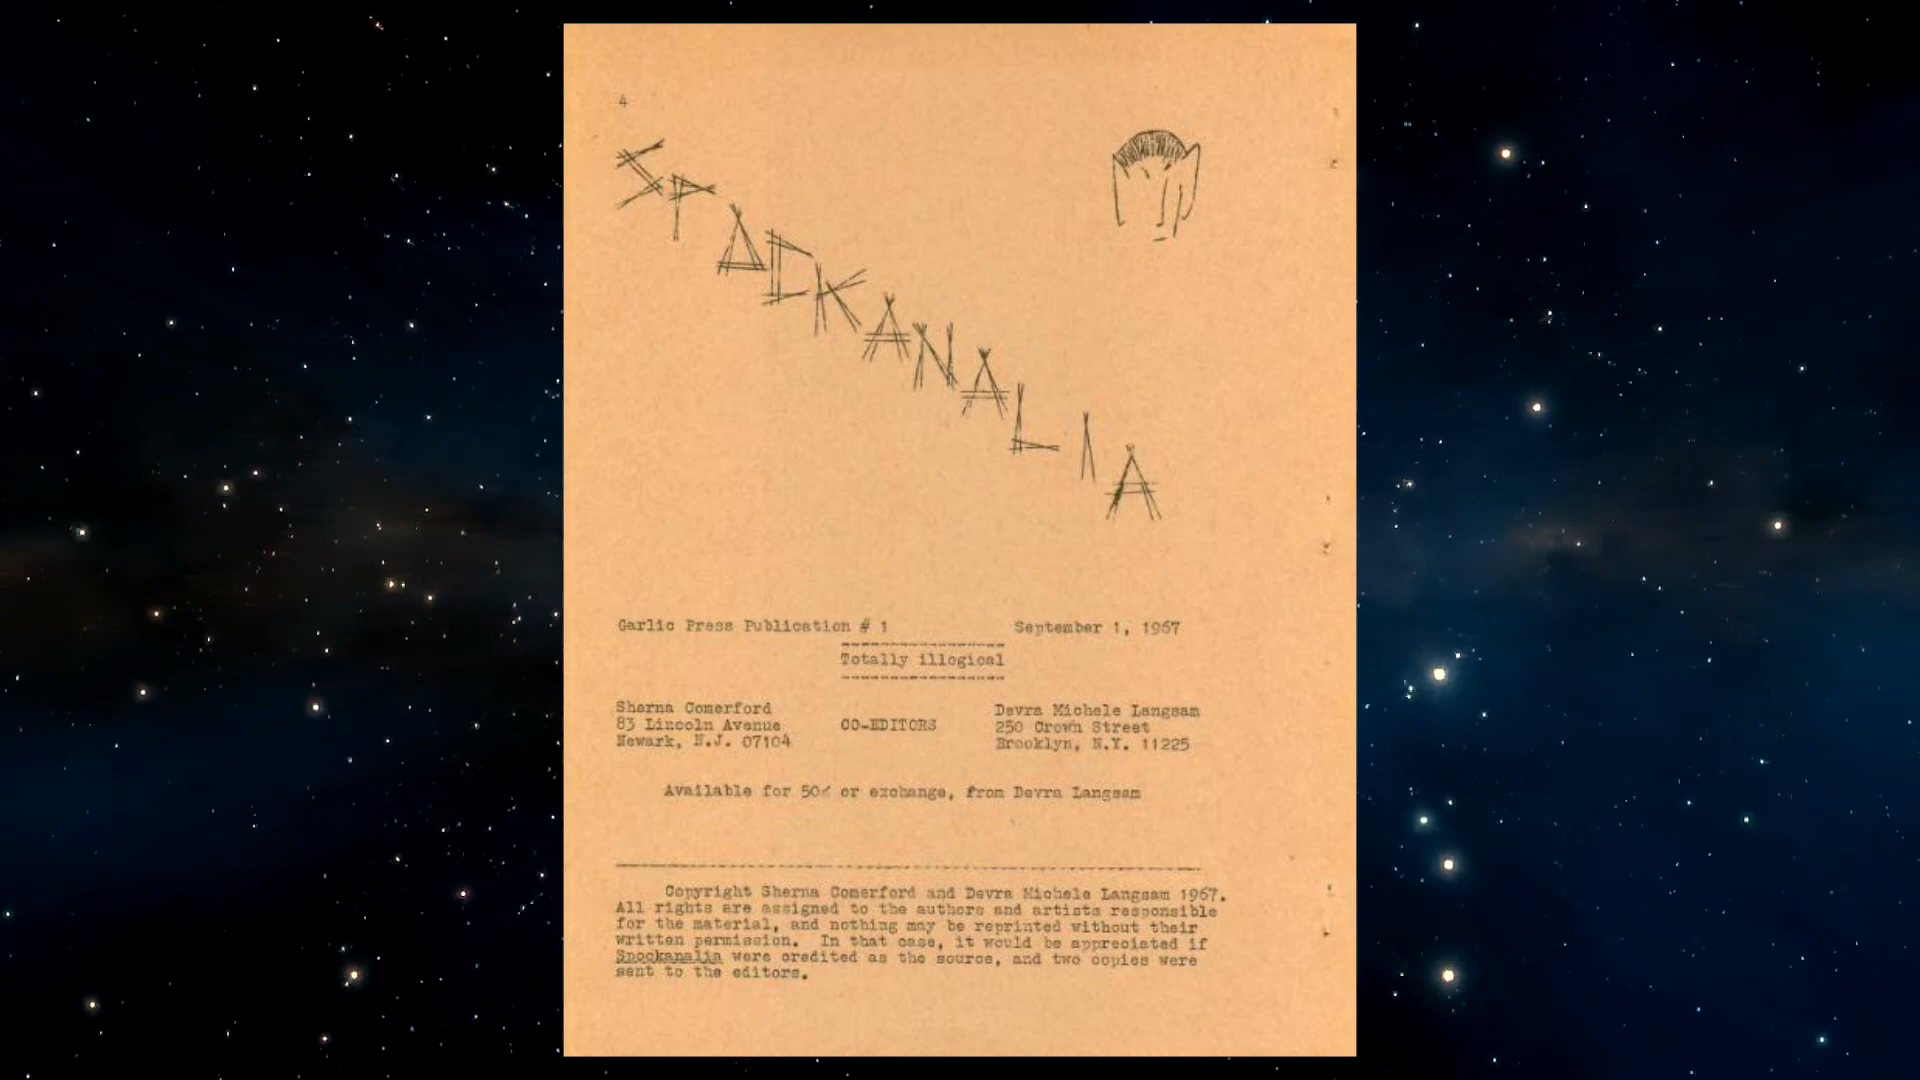 4
SPOCKANALIA
Garlic Press Publication # 1 September 1, 1967
Totally illogical
Sherna Comerford
83 Lincoln Avenue
Newark, N.J. 07104
CO-EDITORS
Devra Michele Langsam
250 Crown Street
Brooklyn, N.Y. 11225
Available for 50¢ or exchange, from Devra Langsam
Copyright Sherna Comerford and Devra Michele Langsam 1967.
All rights are assigned to the authors and artists responsible
for the material, and nothing may be reprinted without their
written permission. In that case, it would be appreciated if
Spockanalia were credited as the source, and two copies were
sent to the editors.